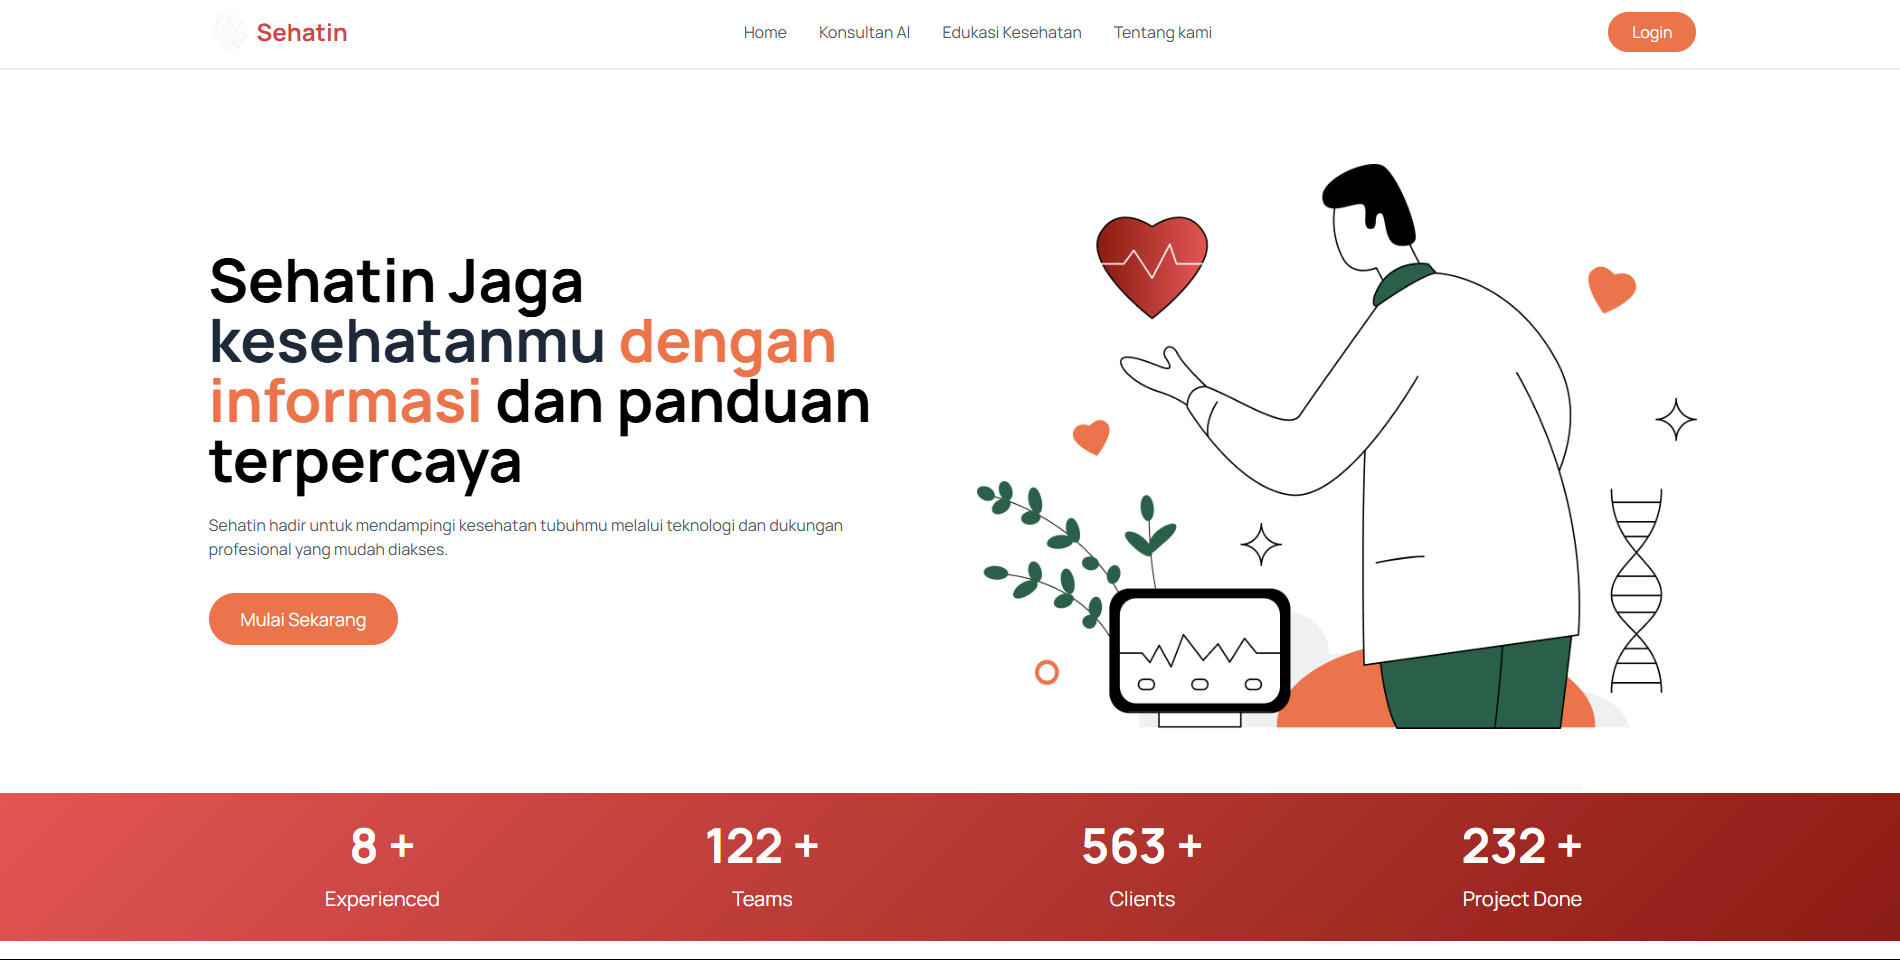 Sehatin
Home
Konsultan AI
Edukasi Kesehatan
Tentang kami
Login
Sehatin Jaga
kesehatanmu dengan
informasi dan panduan
terpercaya
Sehatin hadir untuk mendampingi kesehatan tubuhmu melalui teknologi dan dukungan
profesional yang mudah diakses.
Mulai Sekarang
8 +
Experienced
122 +
Teams
563 +
Clients
232 +
Project Done